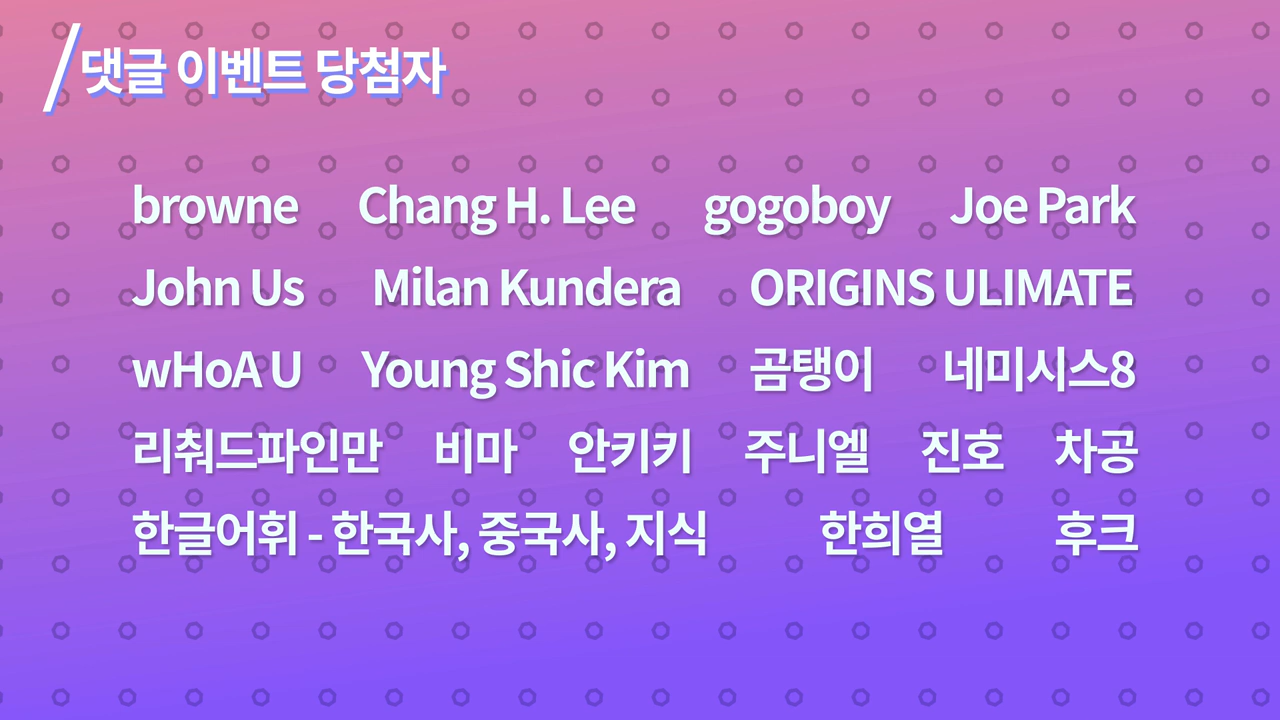 댓글 이벤트 당첨자
browne Chang H. Lee gogoboy Joe Park
John Us Milan Kundera ORIGINS ULIMATE
wHoA U Young Shic Kim 곰탱이 네미시스8
리춰드파인만 비마 안키키 주니엘 진호 차공
한글어휘 - 한국사, 중국사, 지식 한희열 후크